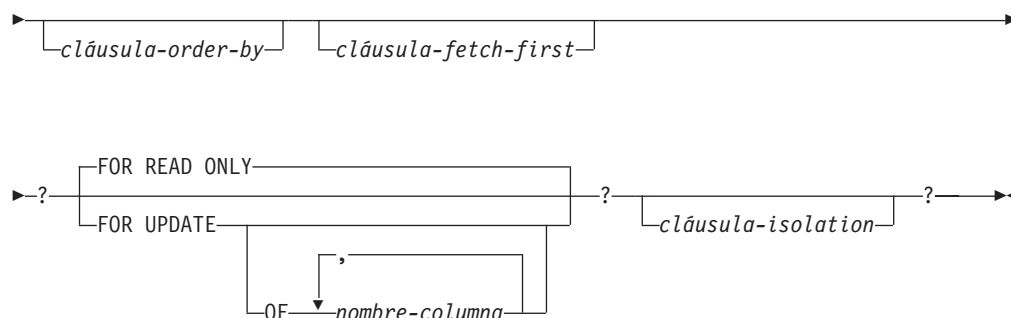 cláusula-order-by cláusula-fetch-first
FOR READ ONLY
? ? cláusula-isolation ?
FOR UPDATE
,
OF nombre-columna